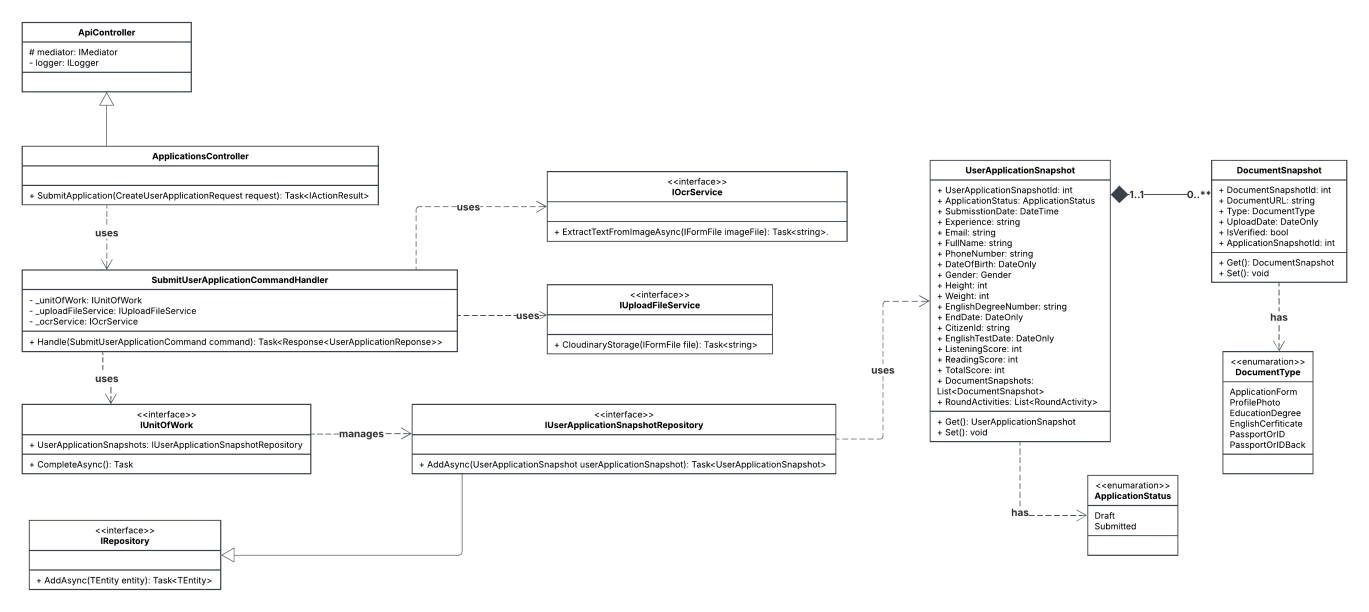 ApiController
# mediator: IMediator
- logger: ILogger
ApplicationsController
+ SubmitApplication(CreateUserApplicationRequest request): Task<IActionResult>
uses
SubmitUserApplicationCommandHandler
- _unitOfWork: IUnitOfWork
- _uploadFileService: IUploadFileService
- _ocrService: IOcrService
+ Handle(SubmitUserApplicationCommand command): Task<Response<UserApplicationReponse>>
uses
<<interface>>
IUnitOfWork
+ UserApplicationSnapshots: IUserApplicationSnapshotRepository
+ CompleteAsync(): Task
manages
<<interface>>
IRepository
+ AddAsync(TEntity entity): Task<TEntity>
uses
<<interface>>
IOcrService
+ ExtractTextFromImageAsync(IFormFile imageFile): Task<string>.
uses
<<interface>>
IUploadFileService
+ CloudinaryStorage(IFormFile file): Task<string>
<<interface>>
IUserApplicationSnapshotRepository
+ AddAsync(UserApplicationSnapshot userApplicationSnapshot): Task<UserApplicationSnapshot>
uses
UserApplicationSnapshot
+ UserApplicationSnapshotId: int
+ ApplicationStatus: ApplicationStatus
+ SubmisstionDate: DateTime
+ Experience: string
+ Email: string
+ FullName: string
+ PhoneNumber: string
+ DateOfBirth: DateOnly
+ Gender: Gender
+ Height: int
+ Weight: int
+ EnglishDegreeNumber: string
+ EndDate: DateOnly
+ CitizenId: string
+ EnglishTestDate: DateOnly
+ ListeningScore: int
+ ReadingScore: int
+ TotalScore: int
+ DocumentSnapshots:
List<DocumentSnapshot>
+ RoundActivities: List<RoundActivity>
+ Get(): UserApplicationSnapshot
+ Set(): void
1..1
0..**
DocumentSnapshot
+ DocumentSnapshotId: int
+ DocumentURL: string
+ Type: DocumentType
+ UploadDate: DateOnly
+ IsVerified: bool
+ ApplicationSnapshotId: int
+ Get(): DocumentSnapshot
+ Set(): void
has
<<enumaration>>
DocumentType
ApplicationForm
ProfilePhoto
EducationDegree
EnglishCerfiticate
PassportOrID
PassportOrIDBack
has
<<enumaration>>
ApplicationStatus
Draft
Submitted